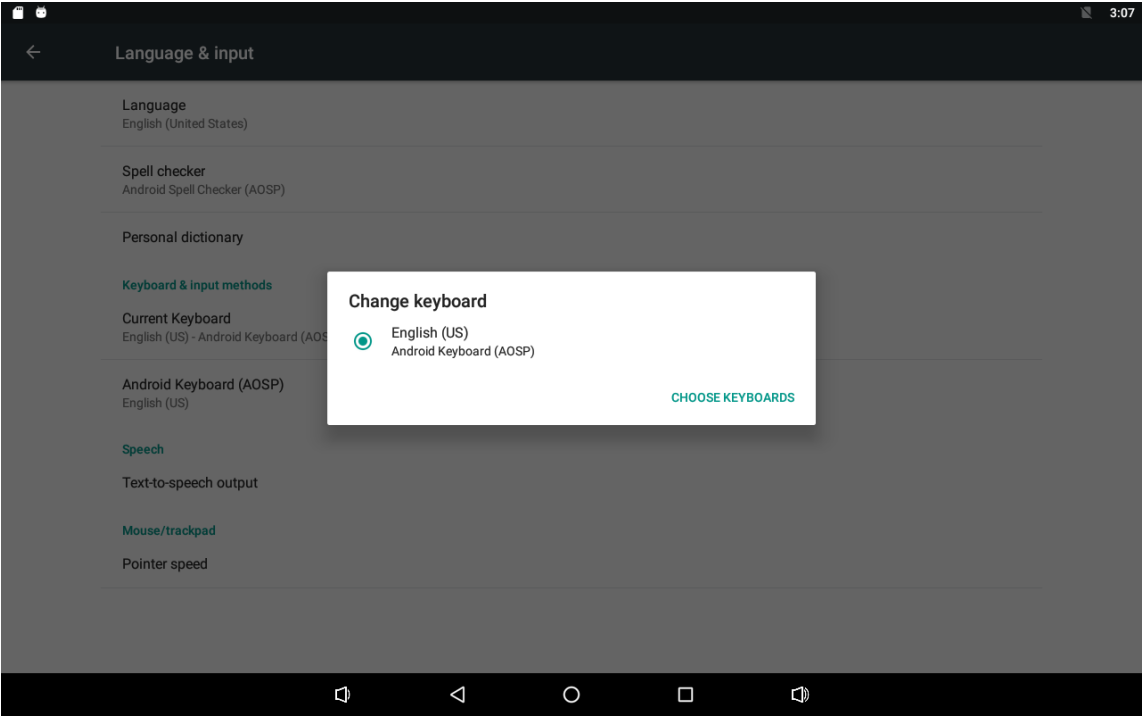 3:07
Language & input
Language
English (United States)
Spell checker
Android Spell Checker (AOSP)
Personal dictionary
Keyboard & input methods
Current Keyboard
English (US) - Android Keyboard (AOS
Android Keyboard (AOSP)
English (US)
Speech
Text-to-speech output
Mouse/trackpad
Pointer speed
Change keyboard
English (US)
Android Keyboard (AOSP)
CHOOSE KEYBOARDS